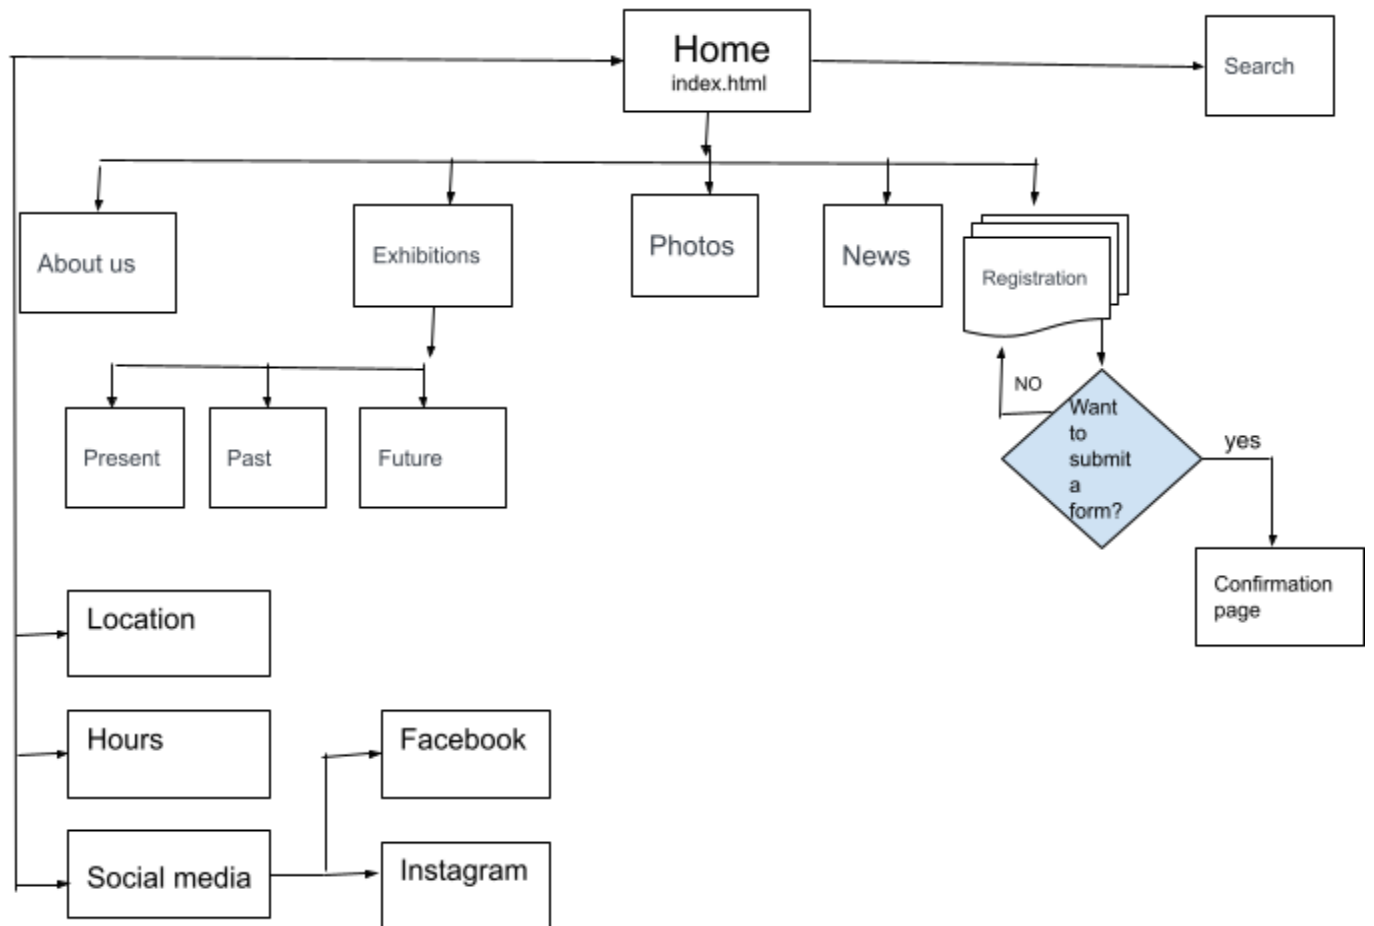 Home
index.html
Search
About us
Exhibitions
Photos
News
Registration
NO
Want
to
submit
a
form?
yes
Present
Past
Future
Confirmation
page
Location
Hours
Facebook
Social media
Instagram